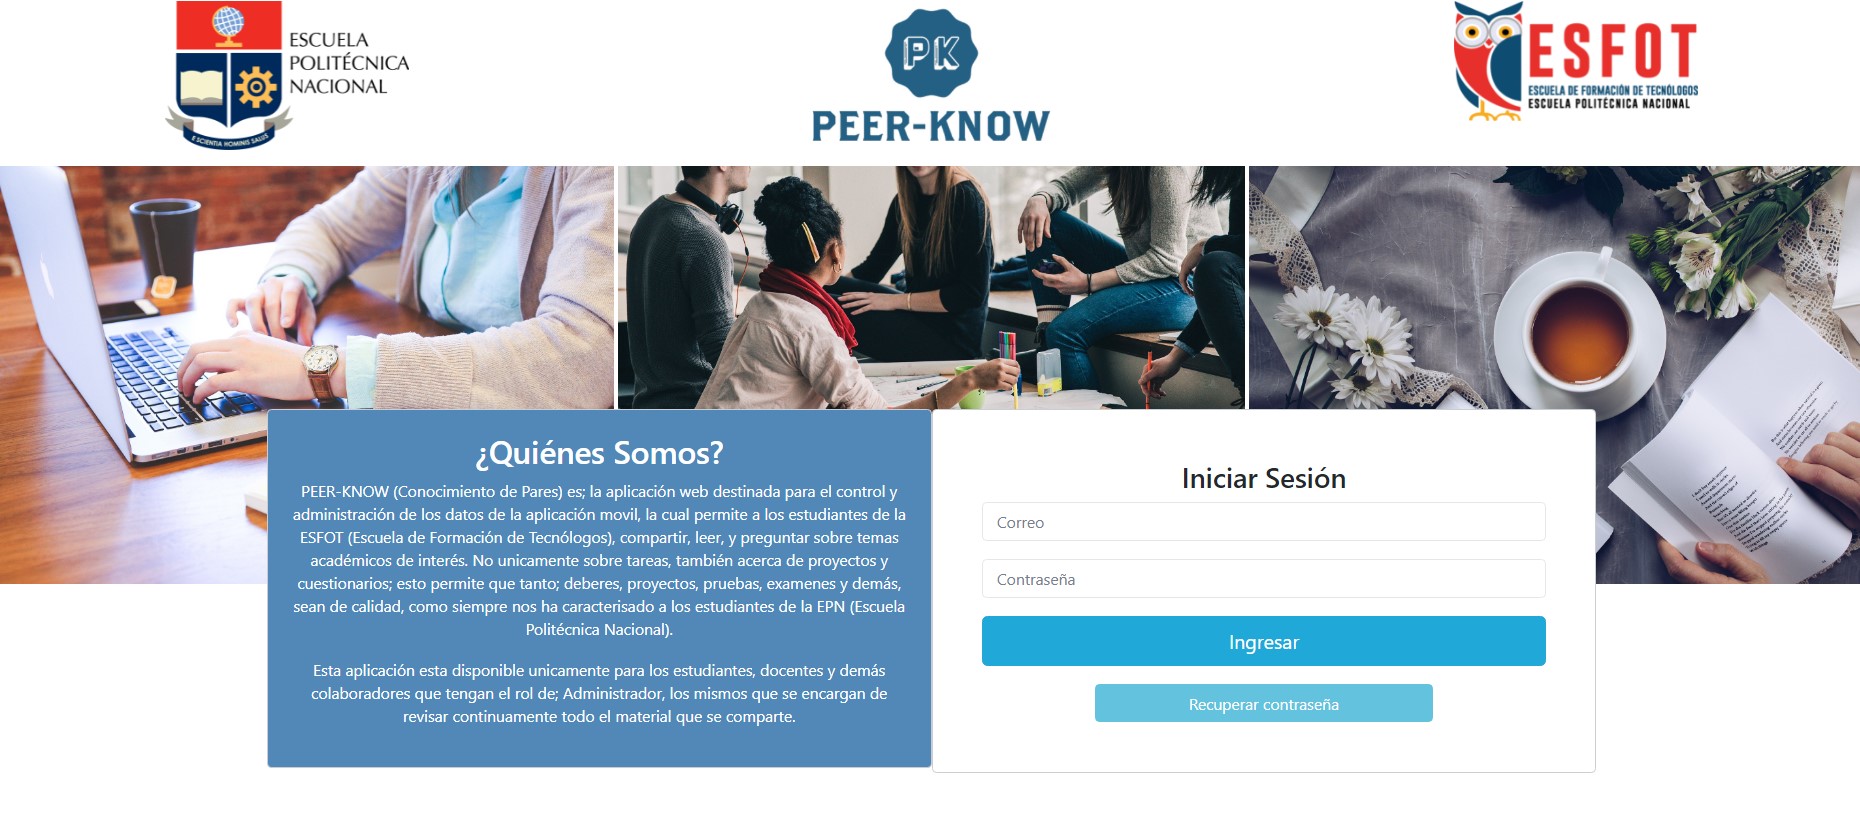 ESCUELA
POLITÉCNICA
NACIONAL
E SCIENTIA HOMINIS SALUS
PK
PEER-KNOW
ESFOT
ESCUELA DE FORMACIÓN DE TECNÓLOGOS
ESCUELA POLITÉCNICA NACIONAL
¿Quiénes Somos?
PEER-KNOW (Conocimiento de Pares) es; la aplicación web destinada para el control y
administración de los datos de la aplicación movil, la cual permite a los estudiantes de la
ESFOT (Escuela de Formación de Tecnólogos), compartir, leer, y preguntar sobre temas
académicos de interés. No unicamente sobre tareas, también acerca de proyectos y
cuestionarios; esto permite que tanto; deberes, proyectos, pruebas, examenes y demás,
sean de calidad, como siempre nos ha caracterisado a los estudiantes de la EPN (Escuela
Politécnica Nacional).
Esta aplicación esta disponible unicamente para los estudiantes, docentes y demás
colaboradores que tengan el rol de; Administrador, los mismos que se encargan de
revisar continuamente todo el material que se comparte.
Iniciar Sesión
Correo
Contraseña
Ingresar
Recuperar contraseña